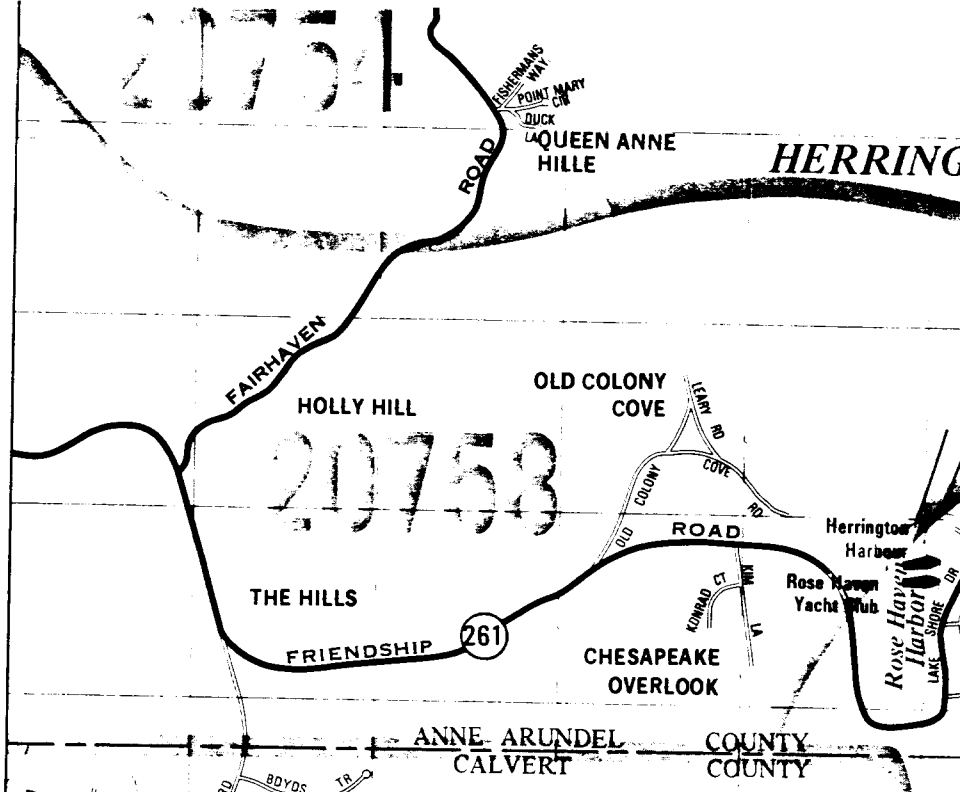 20754
FISHERMANS
WAY
POINT MARY
CTR
DUCK
LA
QUEEN ANNE
HILLE
HERRING
FAIRHAVEN ROAD
OLD COLONY
COVE
HOLLY HILL
LEARY RD
20758
OLD COLONY COVE RD
Herrington
Harbour
Rose Haven
Yacht Club
Rose Haven
Harbor
LAKE SHORE DR
THE HILLS
KONRAD CT
KIM LA
FRIENDSHIP ROAD
261
CHESAPEAKE
OVERLOOK
ANNE ARUNDEL COUNTY
CALVERT COUNTY
RD
BOYDS TR